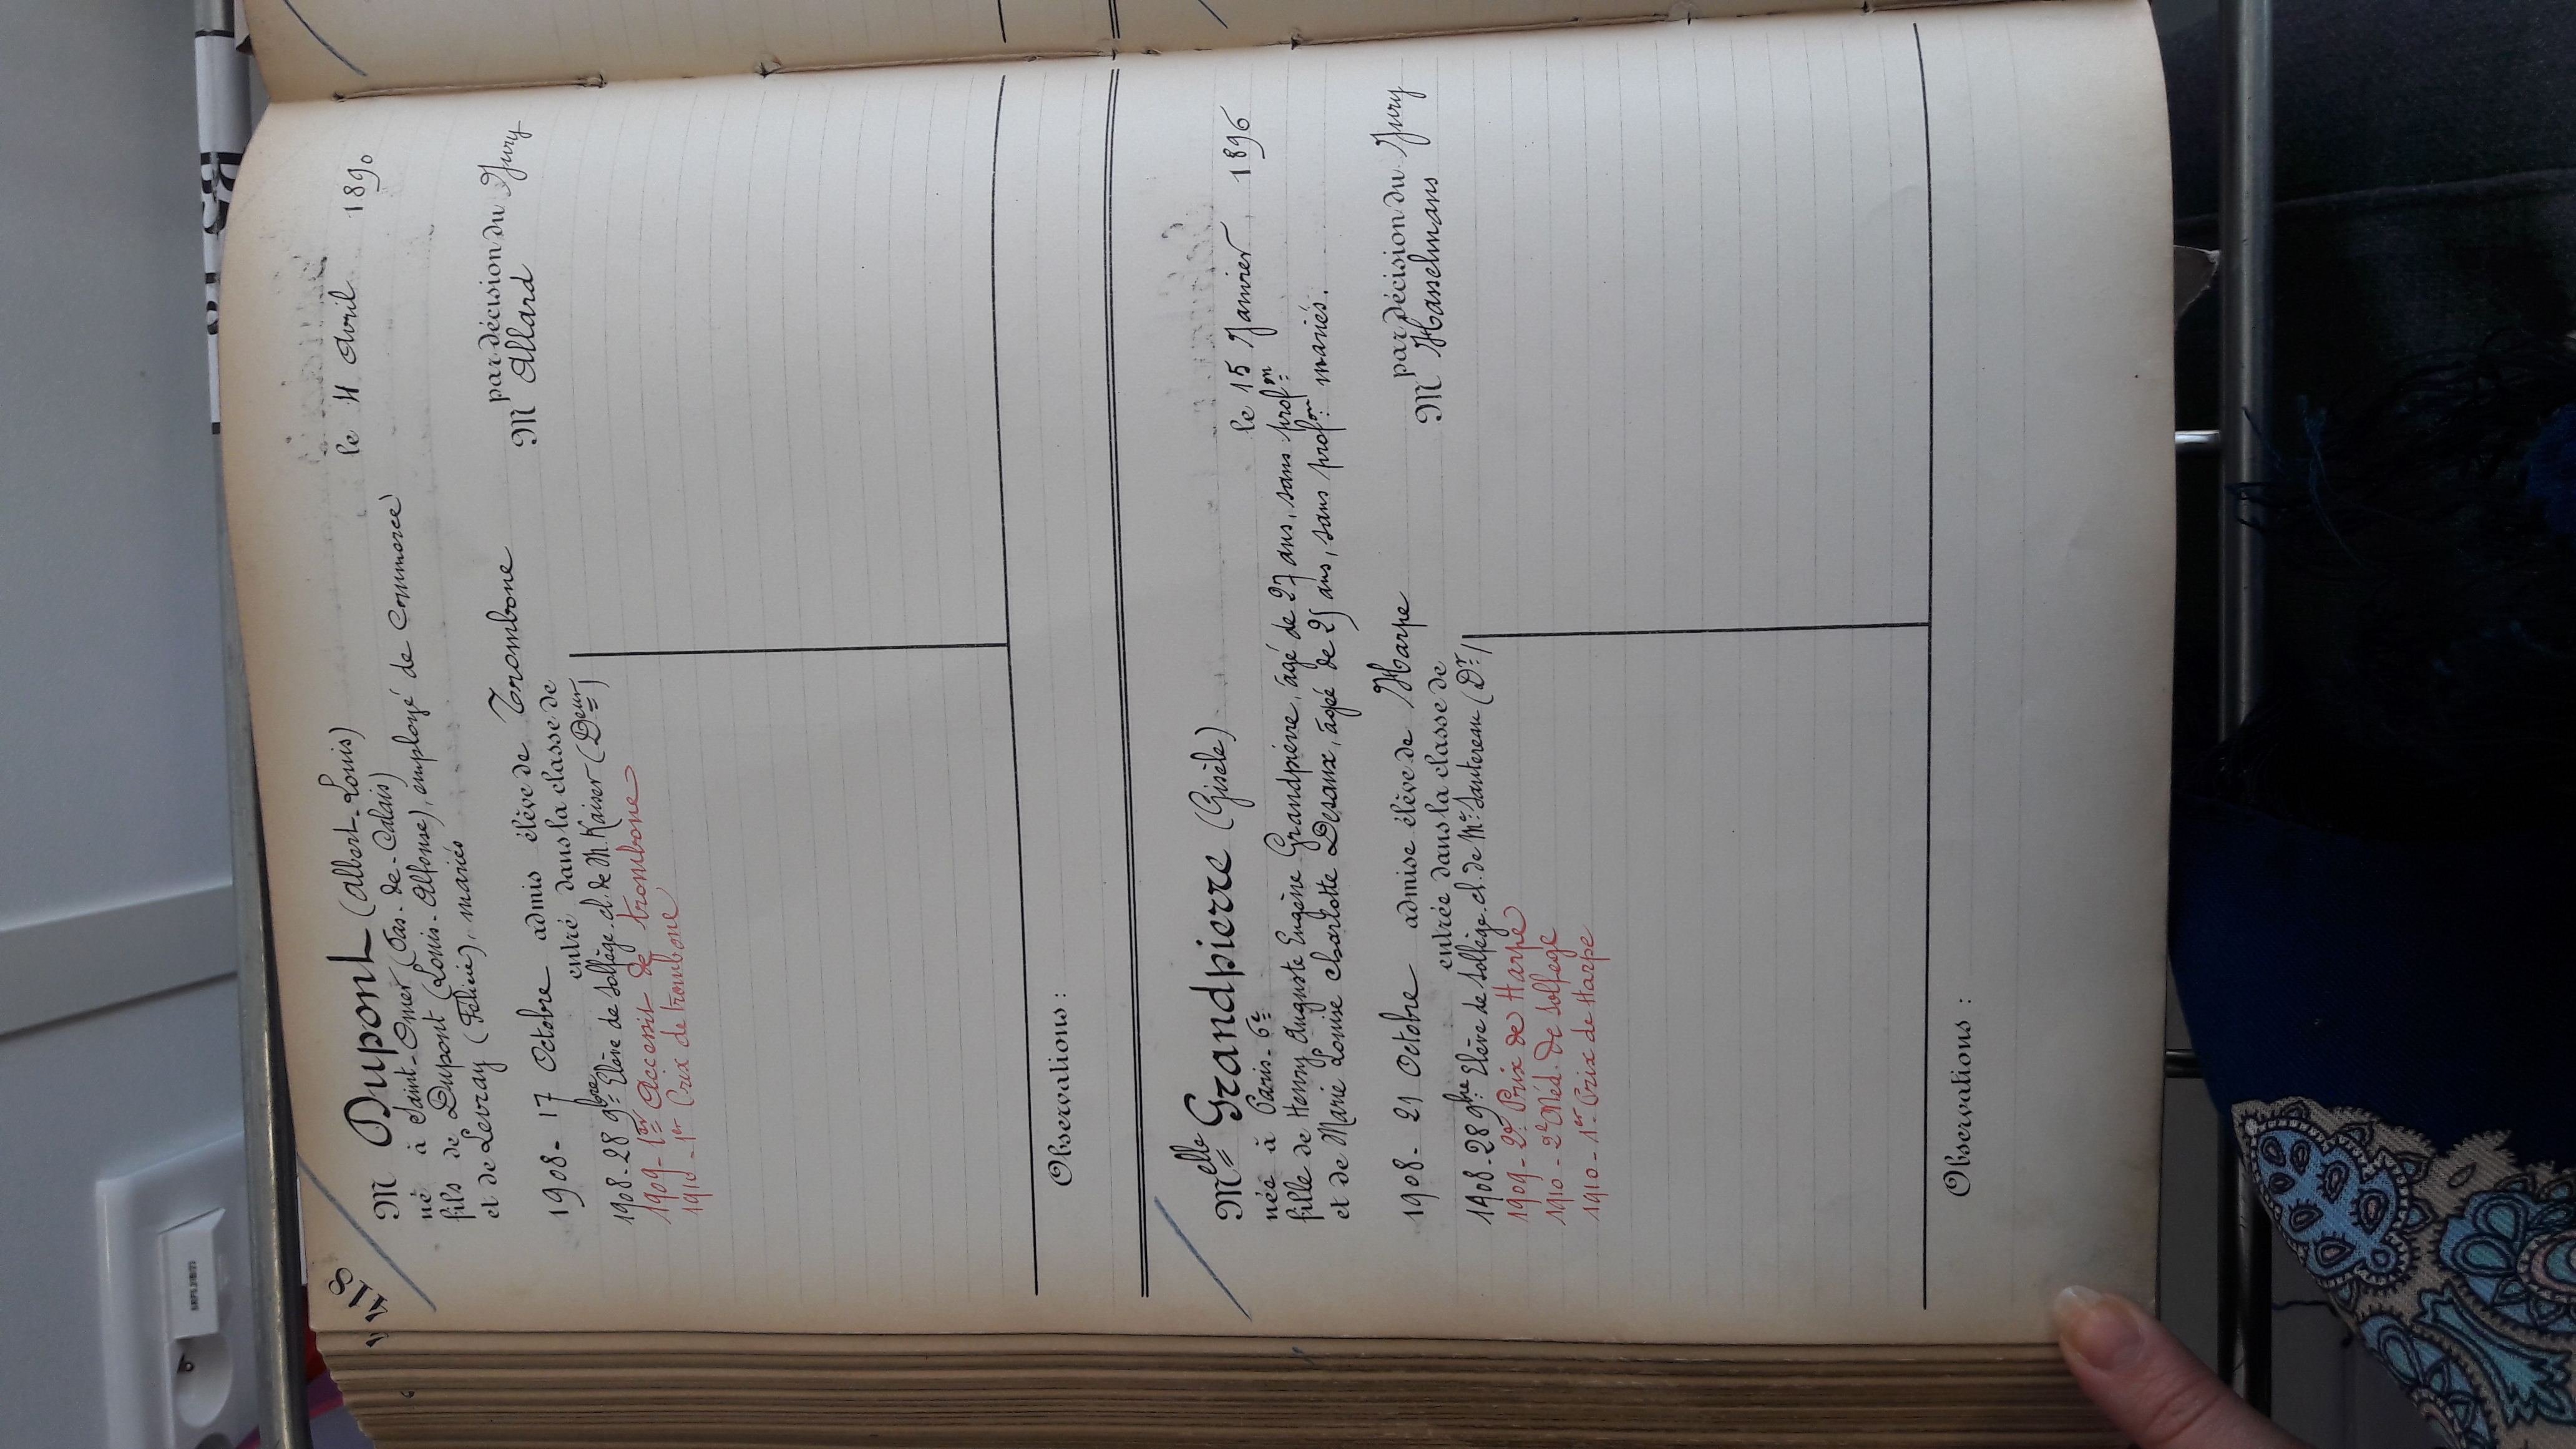 418
M Dupont (Albert-Louis)
né à Saint-Omer (Pas-de-Calais) le 11 Avril 1890
fils de Dupont (Louis-Alfonse), employé de commerce
et de Levray (Félicie), mariés
1908 - 17 Octobre admis élève de Trombone par décision du Jury
entré dans la classe de M Allard
1908-28 9bre Elève de solfège cl. de M. Kaiser (Deur)
1909-1er Accessit de trombone
1910-1er Prix de trombone
Observations :
Melle Grandpierre (Gisèle)
née à Paris-6e le 15 Janvier 1896
fille de Henry Auguste Eugène Grandpierre, âgé de 27 ans, sans profon
et de Marie Louise Charlotte Desaux, âgée de 25 ans, sans profon mariés.
1908 - 21 Octobre admise élève de Harpe par décision du Jury
entrée dans la classe de M Hasselmans
1908-28 9bre Elève de solfège cl. de Me Sautereau (Dr)
1909-2e Prix de Harpe
1910-2e Méd. de solfège
1910-1er Prix de Harpe
Observations :